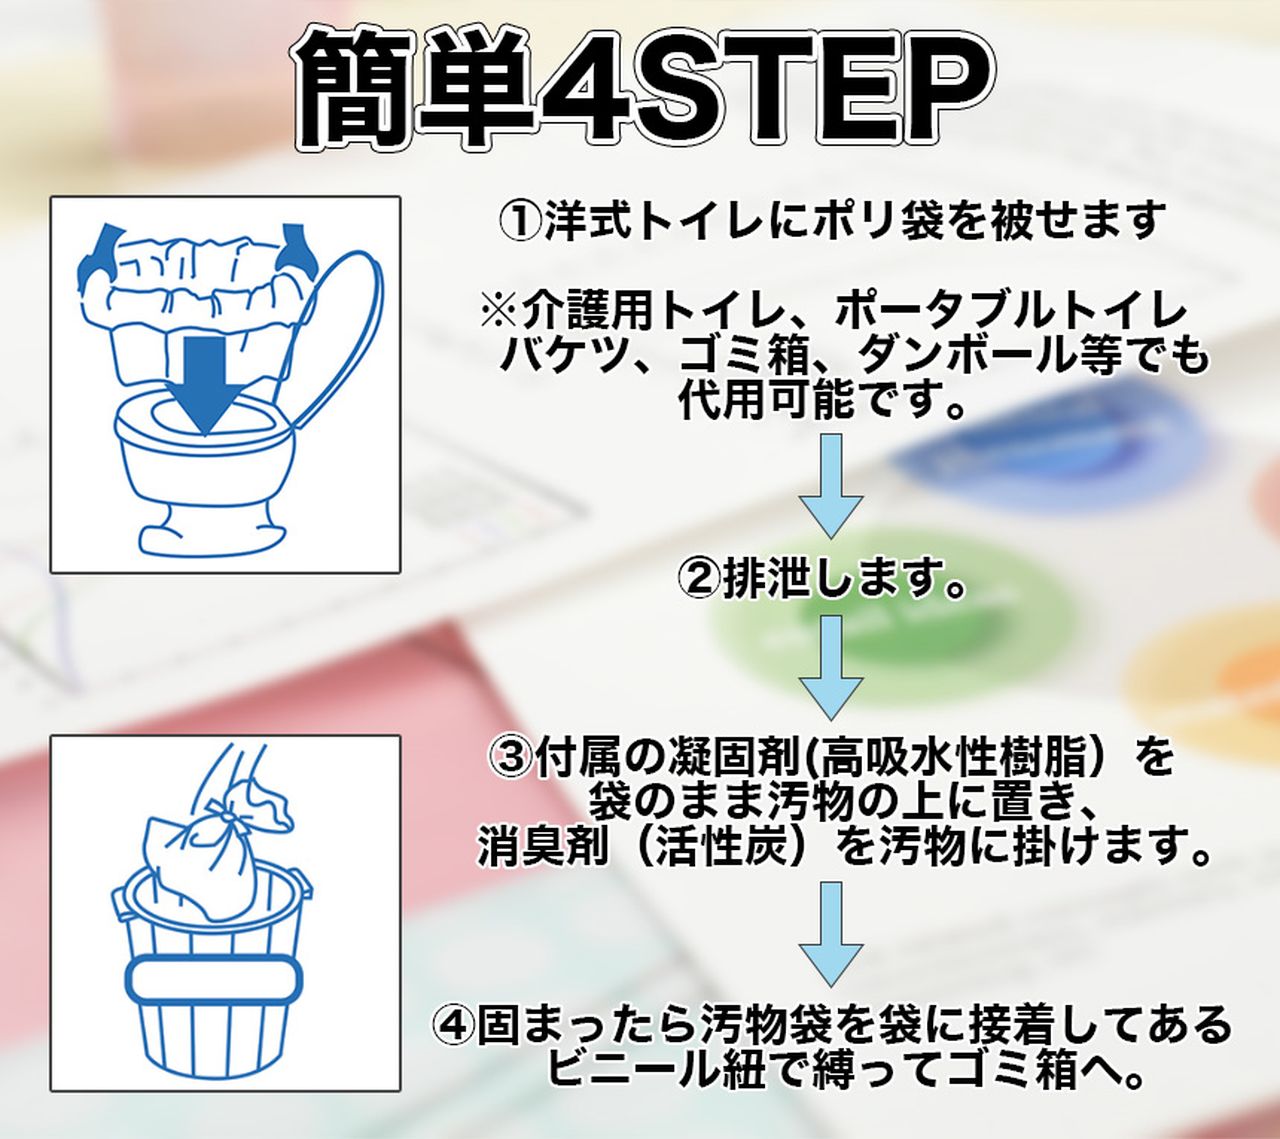 簡単4STEP
①洋式トイレにポリ袋を被せます
※介護用トイレ、ポータブルトイレ
バケツ、ゴミ箱、ダンボール等でも
代用可能です。
②排泄します。
③付属の凝固剤(高吸水性樹脂）を
袋のまま汚物の上に置き、
消臭剤（活性炭）を汚物に掛けます。
④固まったら汚物袋を袋に接着してある
ビニール紐で縛ってゴミ箱へ。